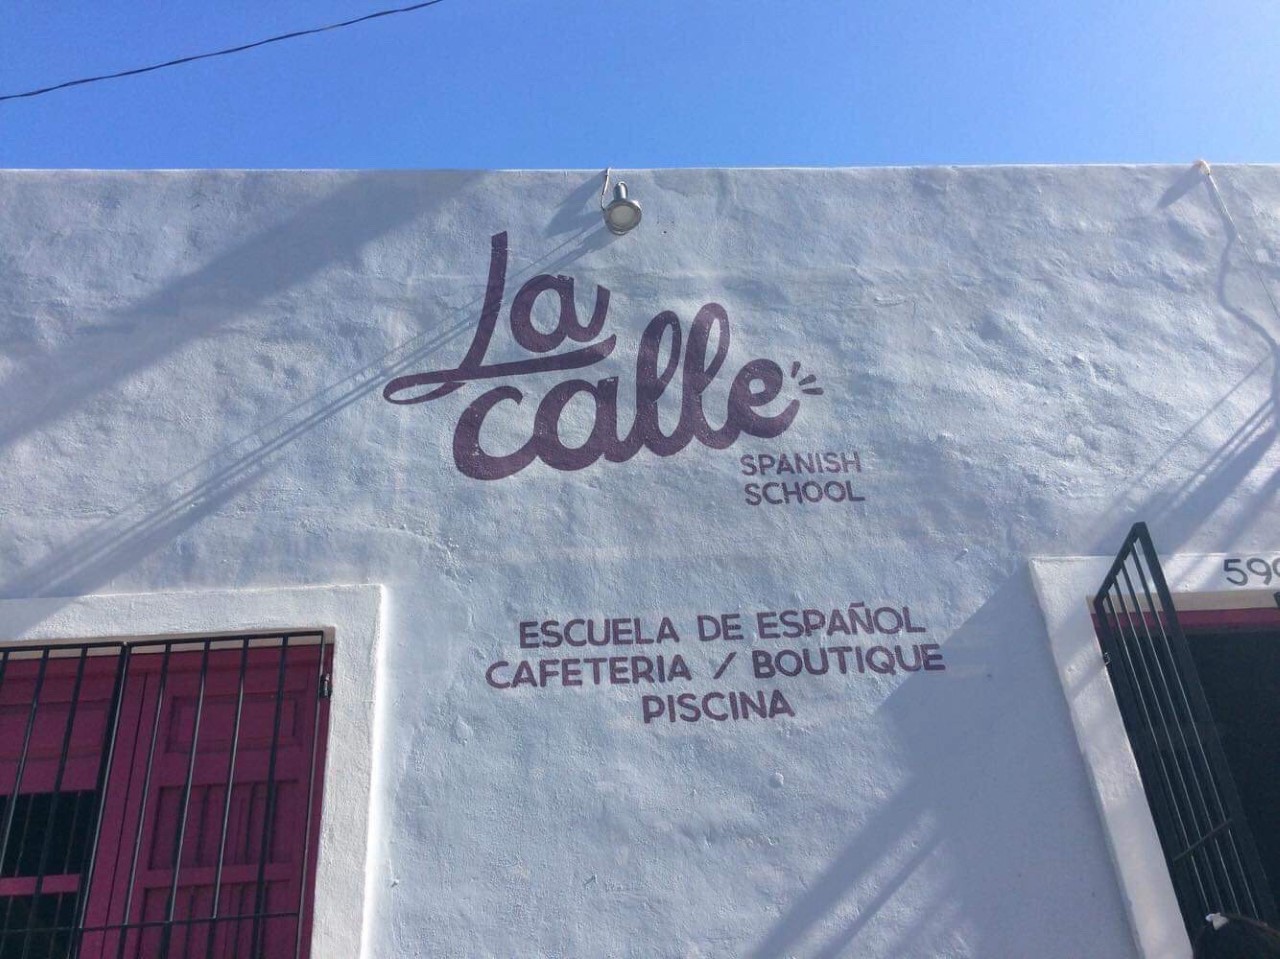 La
calle
SPANISH
SCHOOL
ESCUELA DE ESPAÑOL
CAFETERIA / BOUTIQUE
PISCINA